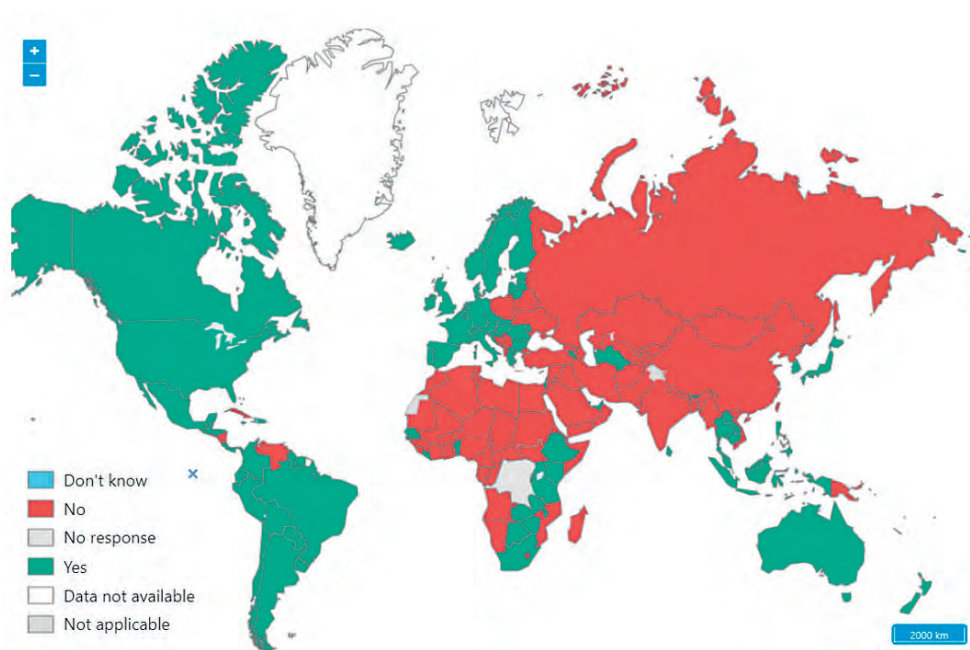 +
−
Don't know
No
No response
Yes
Data not available
Not applicable
2000 km